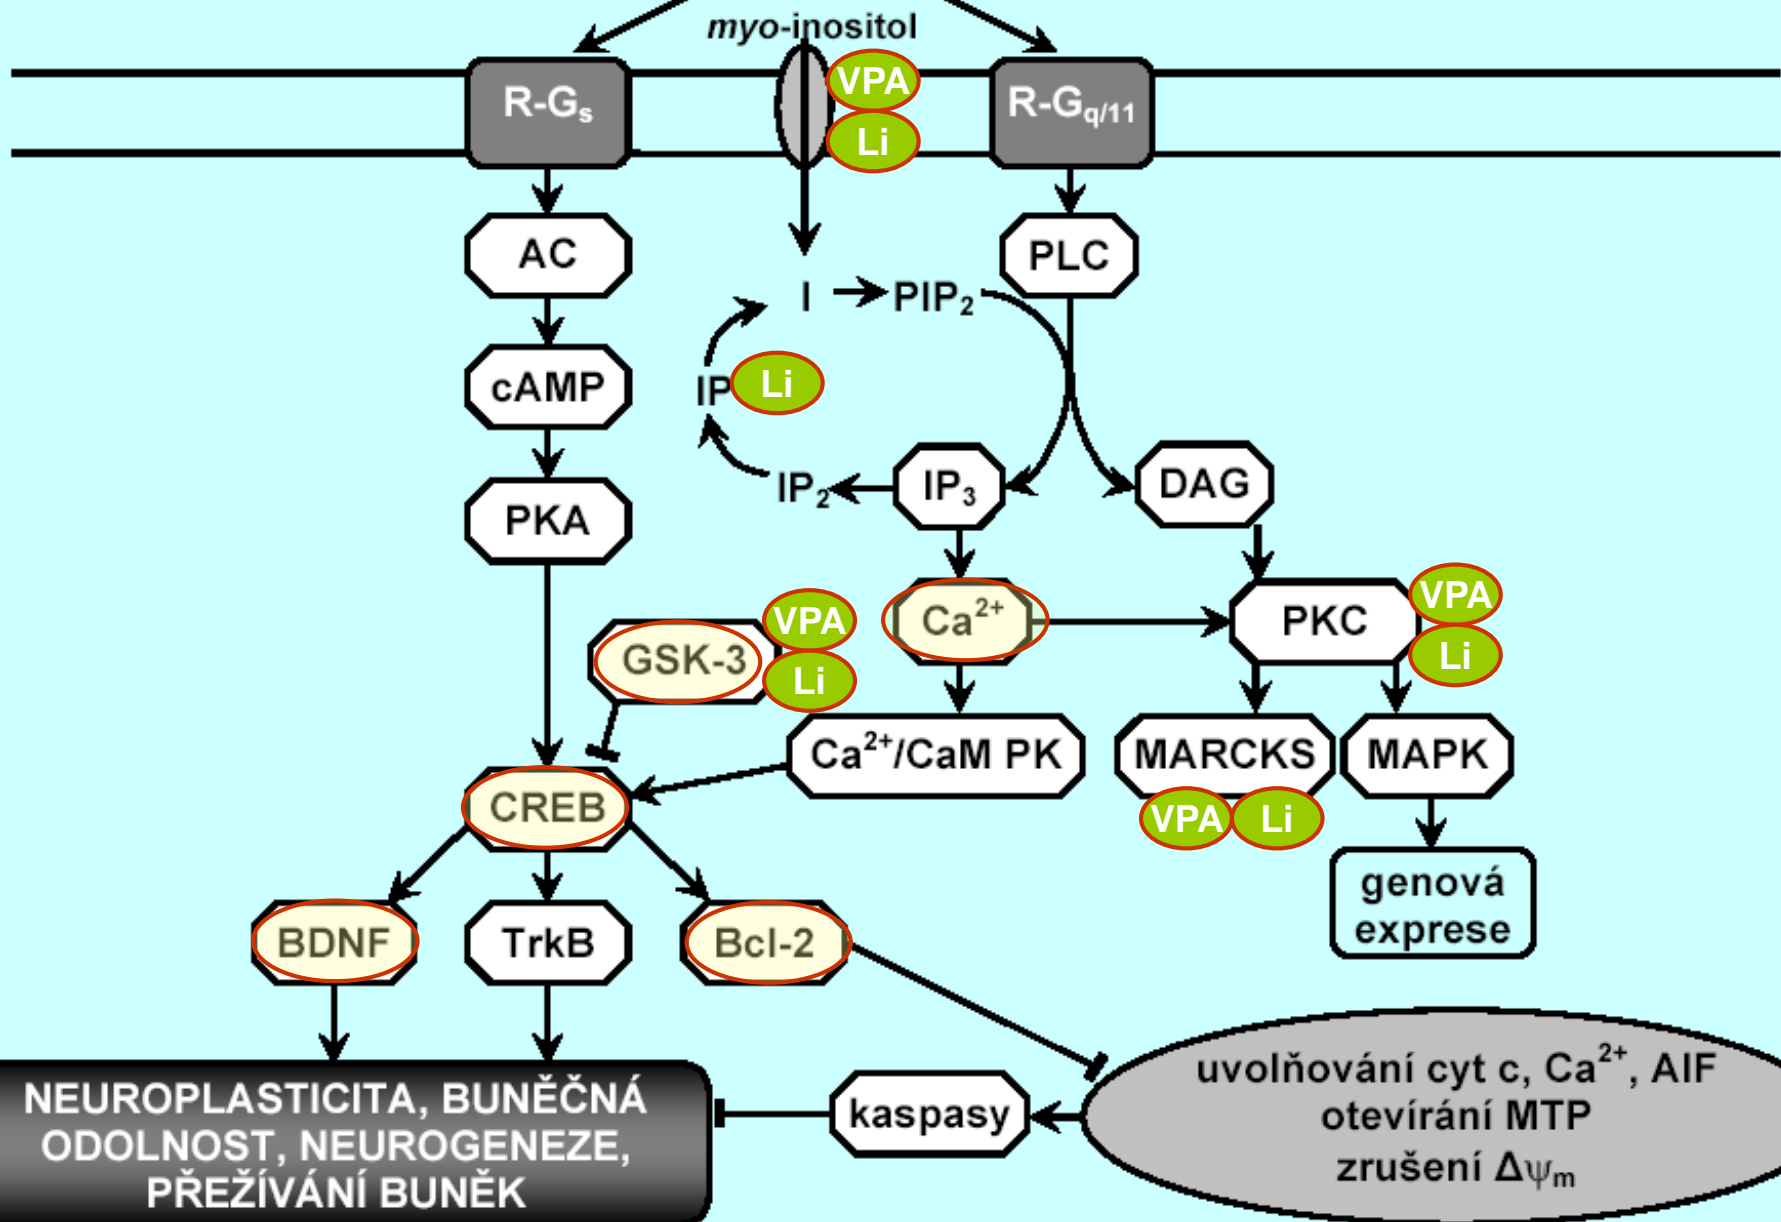 myo-inositol
VPA
R-Gs
R-Gq/11
Li
AC
PLC
I
PIP2
cAMP
IP
Li
IP2
IP3
DAG
PKA
VPA
VPA
Ca2+
PKC
GSK-3
Li
Li
Ca2+/CaM PK
MARCKS
MAPK
CREB
VPA
Li
genová
exprese
BDNF
TrkB
Bcl-2
uvolňování cyt c, Ca2+, AIF
otevírání MTP
zrušení Δψm
kaspasy
NEUROPLASTICITA, BUNĚČNÁ
ODOLNOST, NEUROGENEZE,
PŘEŽÍVÁNÍ BUNĚK